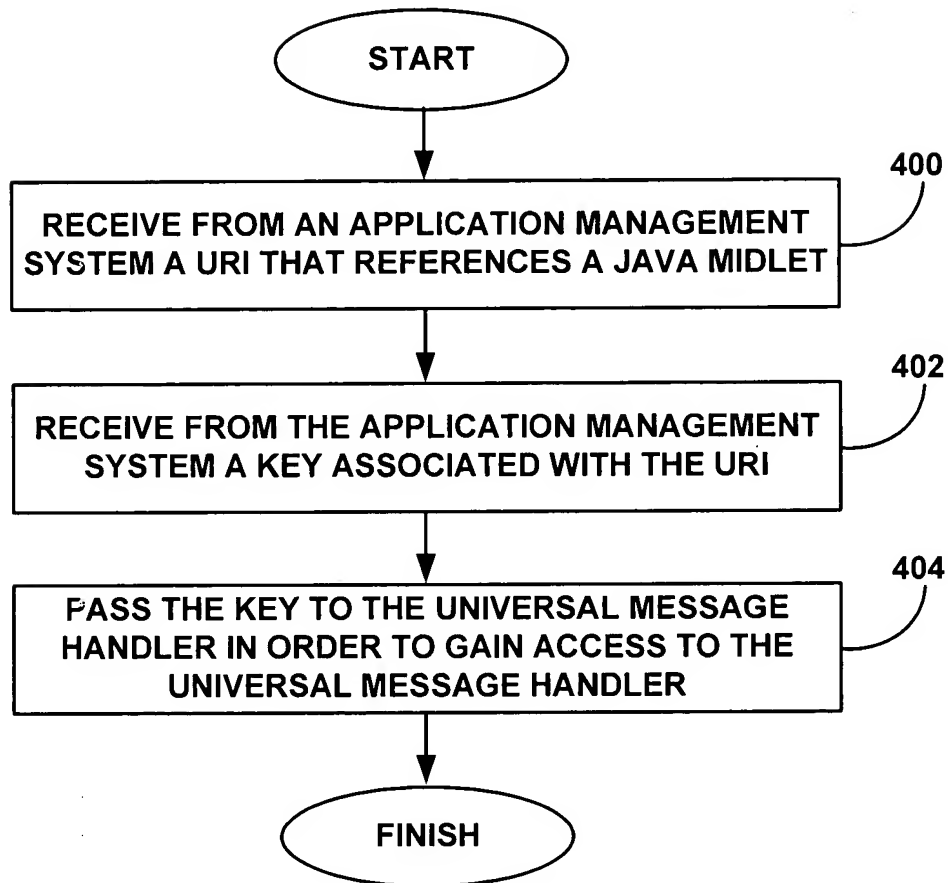 START
400
RECEIVE FROM AN APPLICATION MANAGEMENT
SYSTEM A URI THAT REFERENCES A JAVA MIDLET
402
RECEIVE FROM THE APPLICATION MANAGEMENT
SYSTEM A KEY ASSOCIATED WITH THE URI
404
PASS THE KEY TO THE UNIVERSAL MESSAGE
HANDLER IN ORDER TO GAIN ACCESS TO THE
UNIVERSAL MESSAGE HANDLER
FINISH